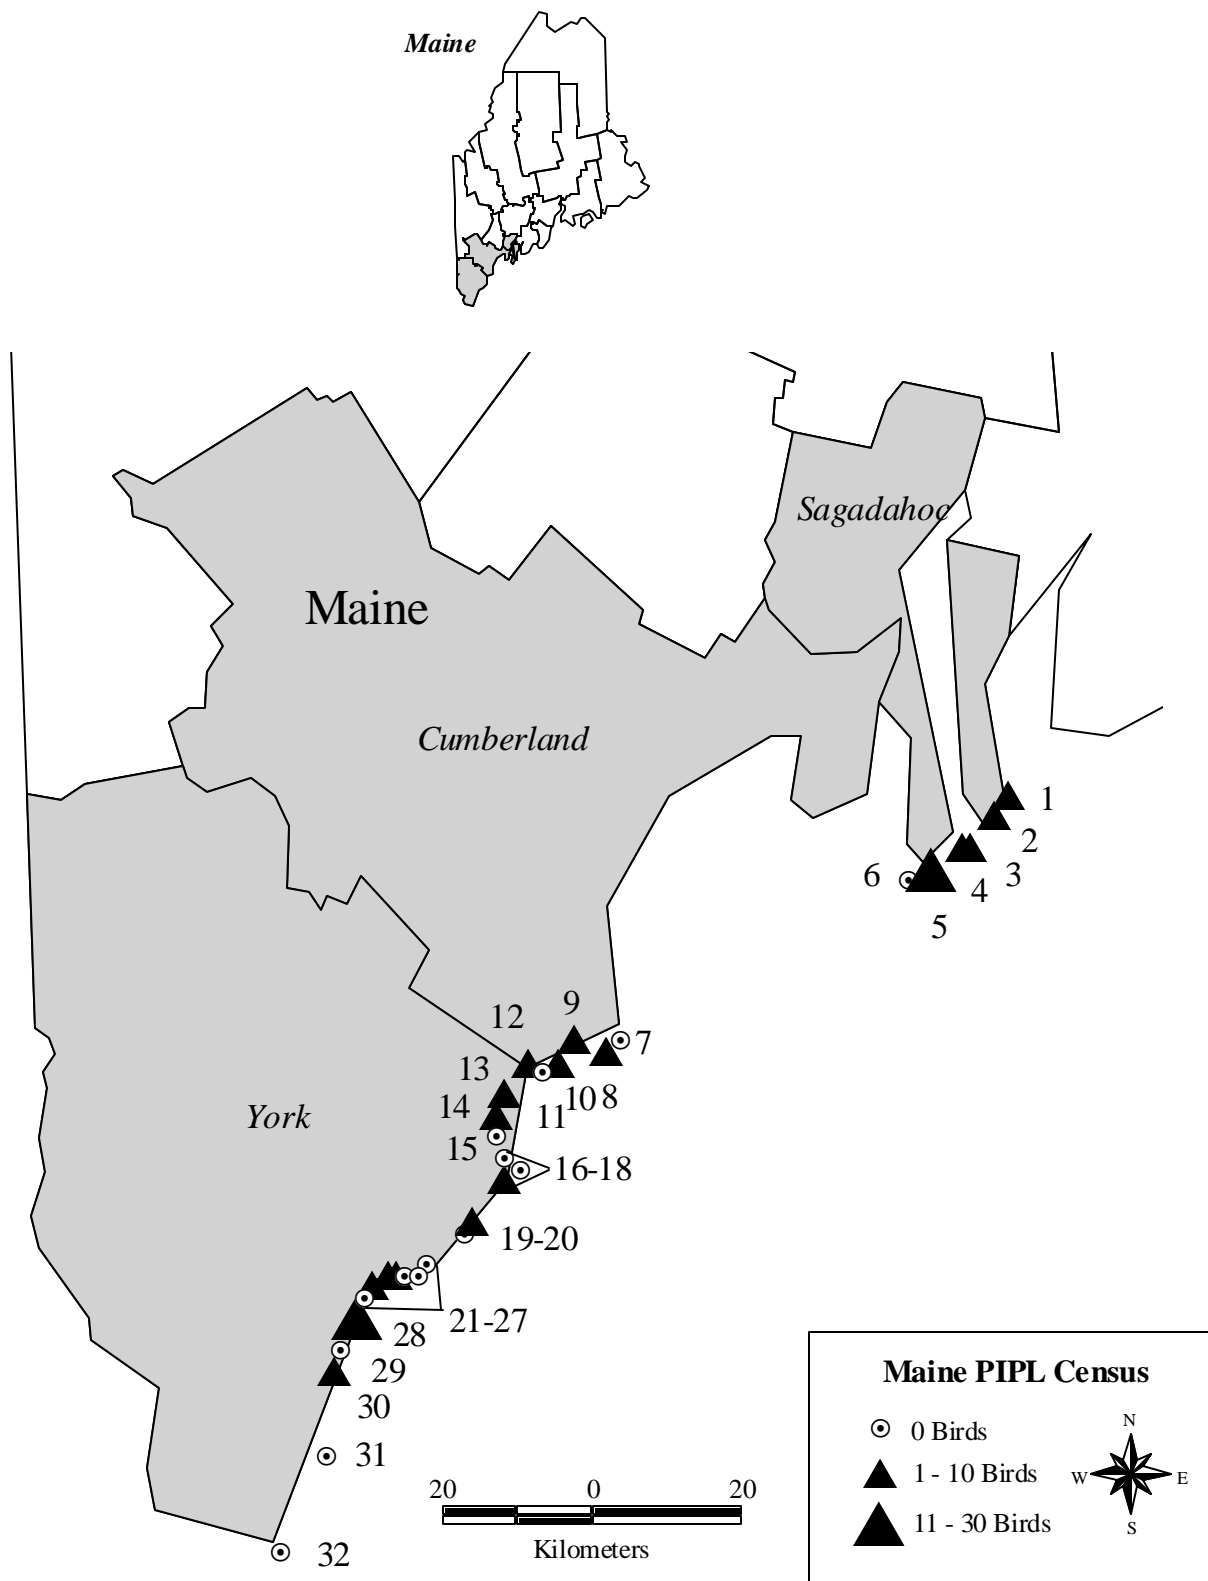 Maine
Sagadahoc
Maine
Cumberland
1
2
3
6
4
5
9
12
7
13
10
8
14
11
York
15
16-18
19-20
21-27
28
29
30
31
32
20
0
20
Kilometers
Maine PIPL Census
0 Birds
1 - 10 Birds
11 - 30 Birds
N
W
E
S